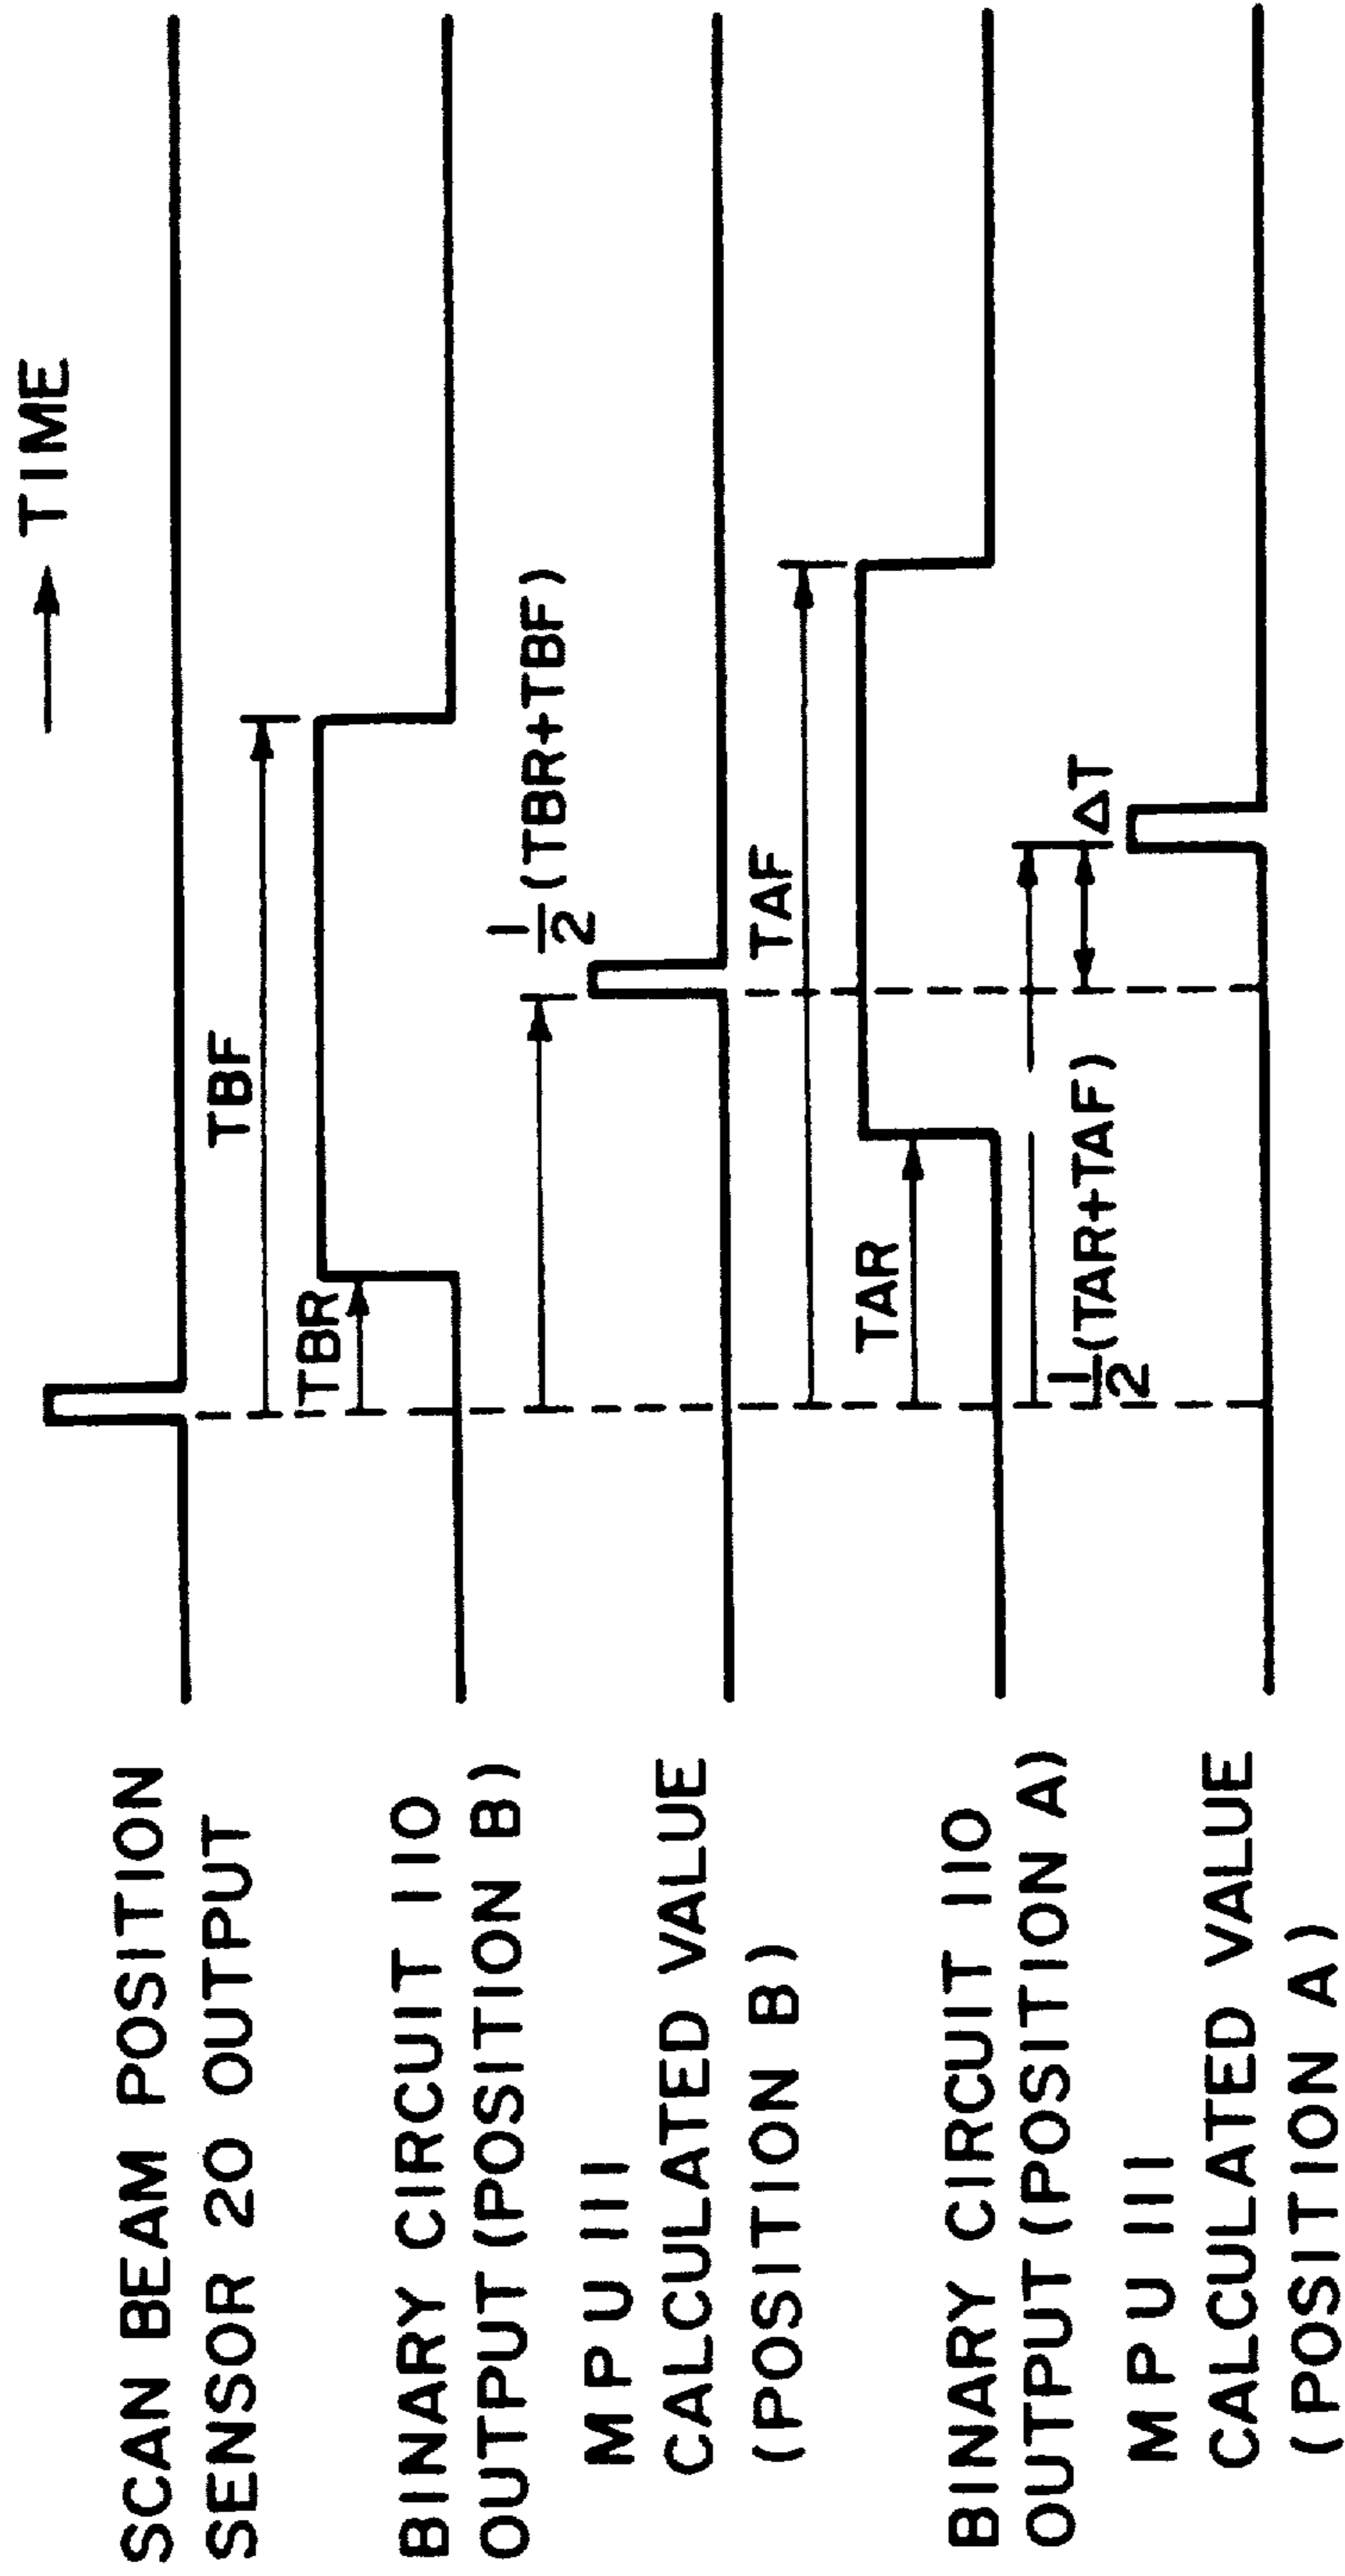 → TIME
SCAN BEAM POSITION
SENSOR 20 OUTPUT
TBF
BINARY CIRCUIT 110
OUTPUT (POSITION B)
TBR
1/2 (TBR+TBF)
MPU 111
CALCULATED VALUE
(POSITION B)
TAF
BINARY CIRCUIT 110
OUTPUT (POSITION A)
TAR
1/2 (TAR+TAF)
ΔT
MPU 111
CALCULATED VALUE
(POSITION A)